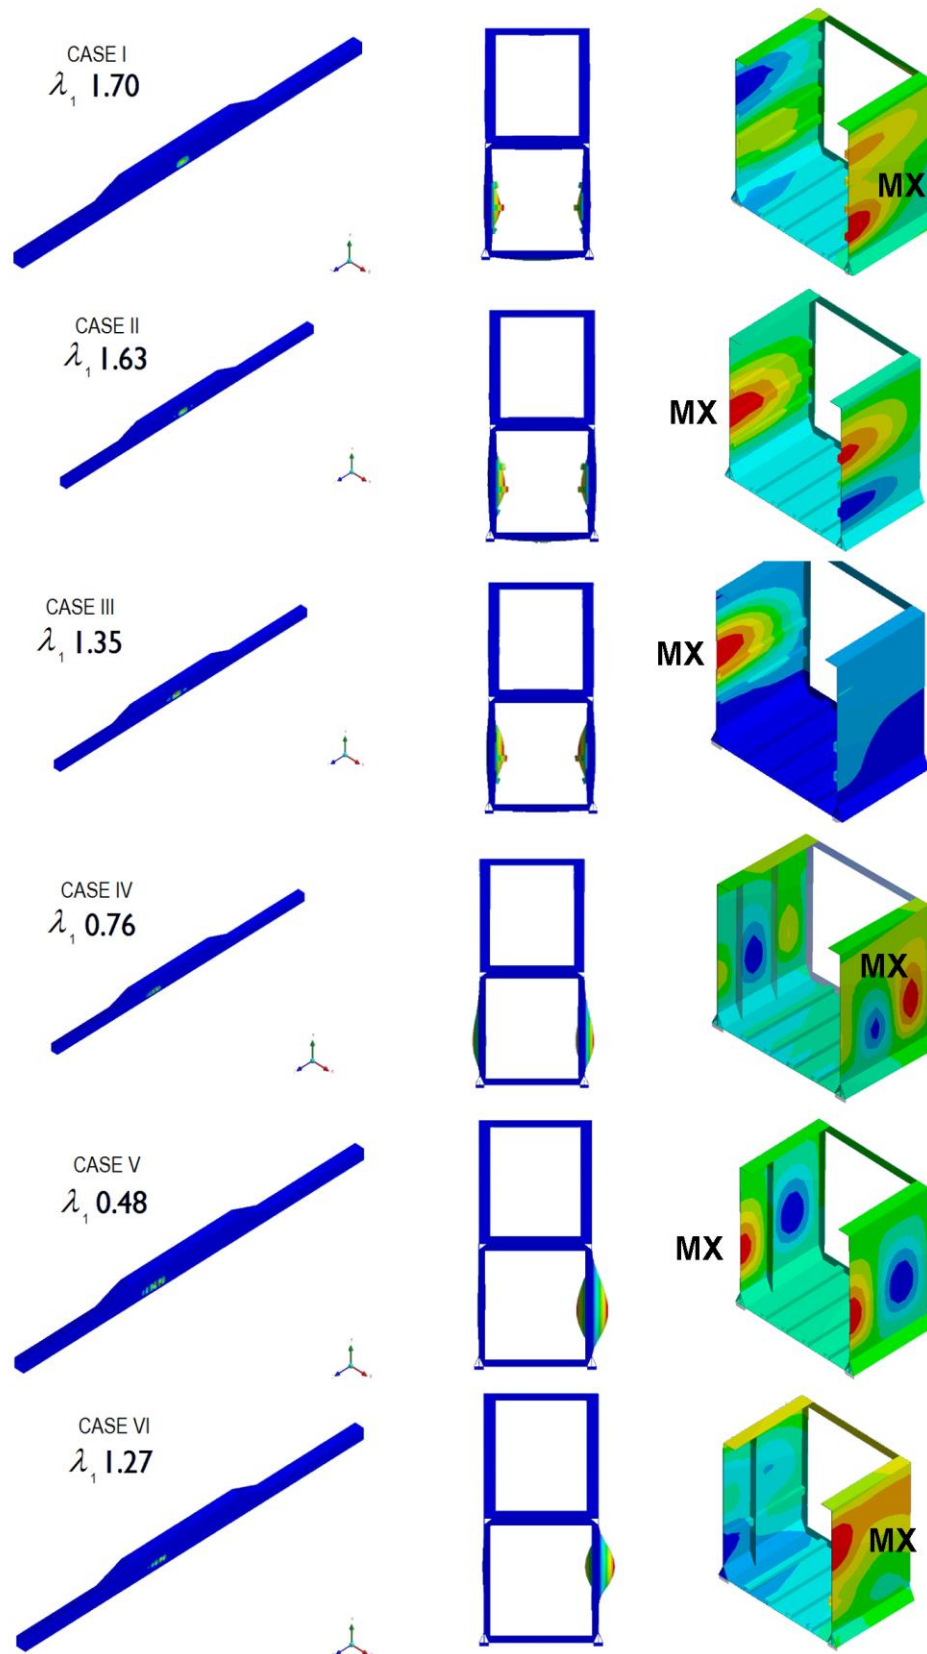 CASE I
λ₁ 1.70
MX
CASE II
λ₁ 1.63
MX
CASE III
λ₁ 1.35
MX
CASE IV
λ₁ 0.76
MX
CASE V
λ₁ 0.48
MX
CASE VI
λ₁ 1.27
MX